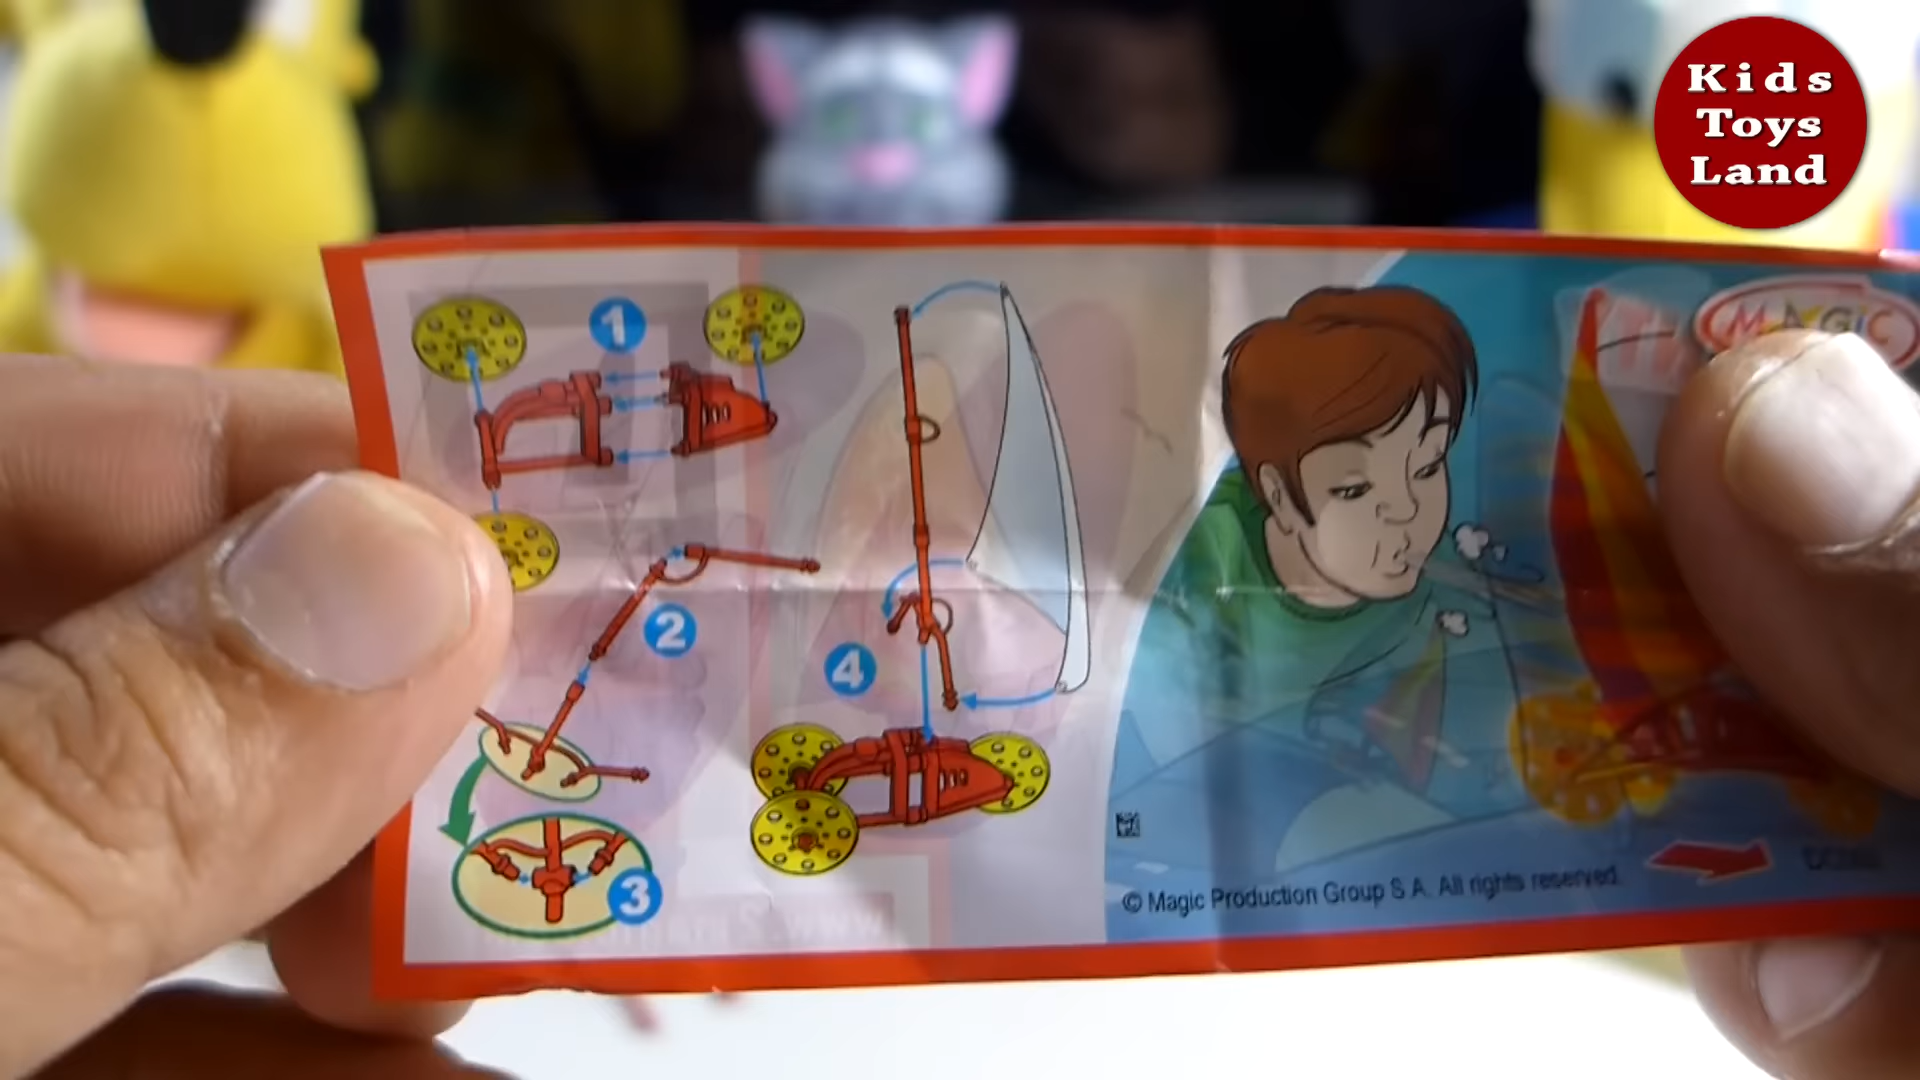 Kids
Toys
Land
MAGIC
1
2
3
4
© Magic Production Group S.A. All rights reserved.